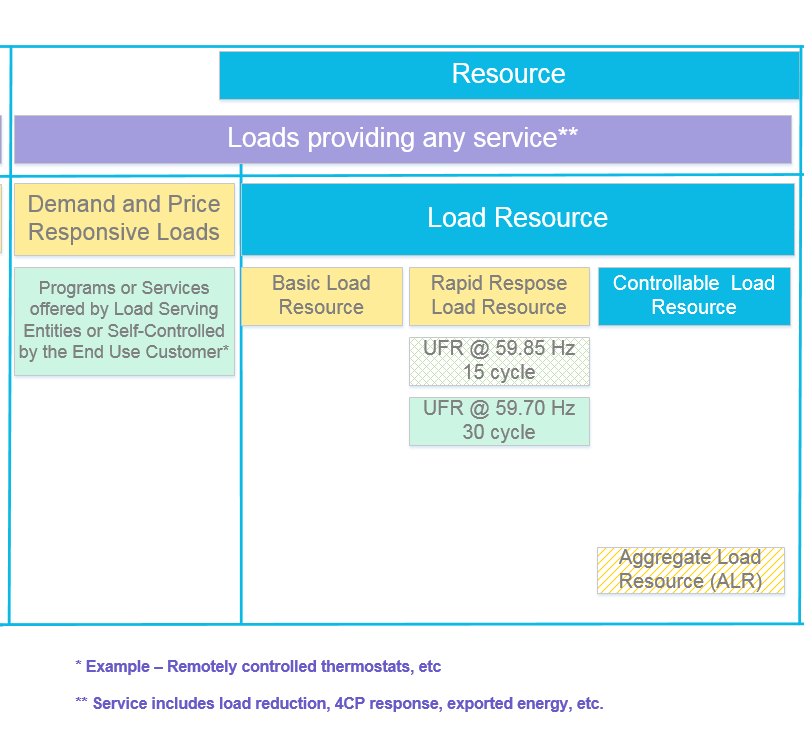 Resource
Loads providing any service**
Demand and Price
Responsive Loads
Load Resource
Programs or Services
offered by Load Serving
Entities or Self-Controlled
by the End Use Customer*
Basic Load
Resource
Rapid Respose
Load Resource
Controllable Load
Resource
UFR @ 59.85 Hz
15 cycle
UFR @ 59.70 Hz
30 cycle
Aggregate Load
Resource (ALR)
* Example – Remotely controlled thermostats, etc
** Service includes load reduction, 4CP response, exported energy, etc.